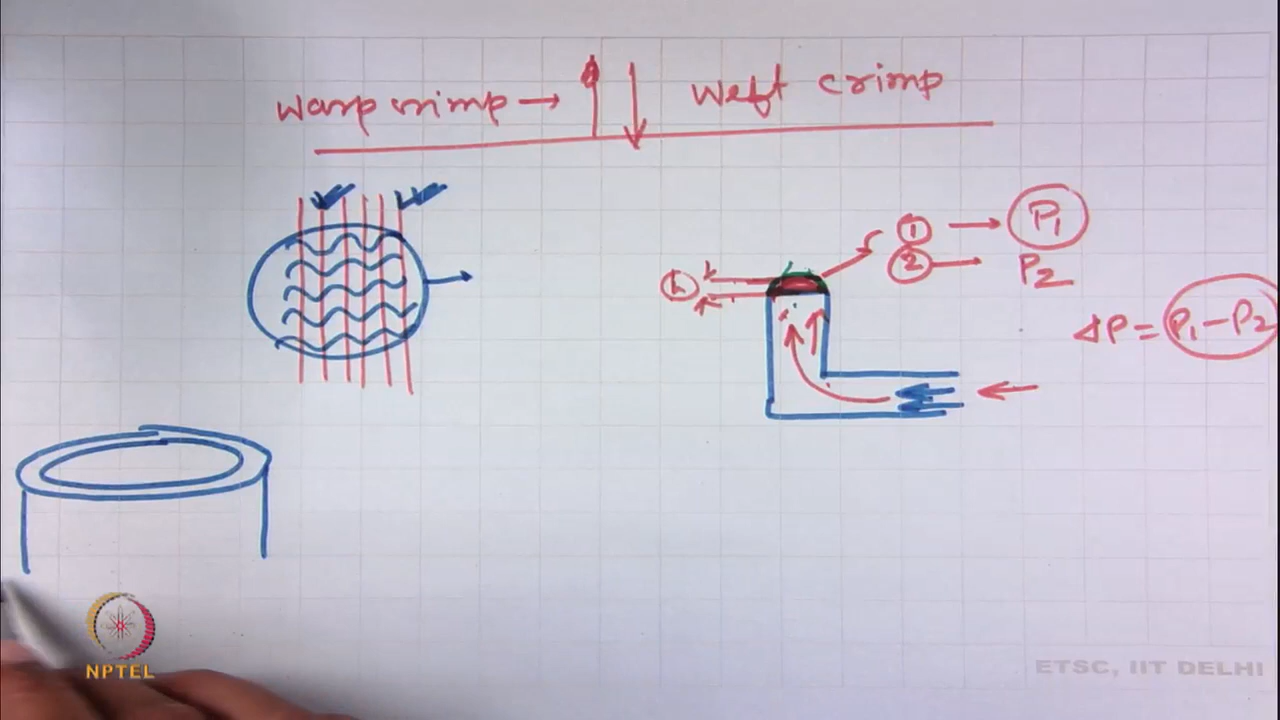 Warp crimp → ↑ ↓ Weft crimp
① → P₁
② → P₂
h
ΔP = P₁ - P₂
NPTEL
ETSC, IIT DELHI